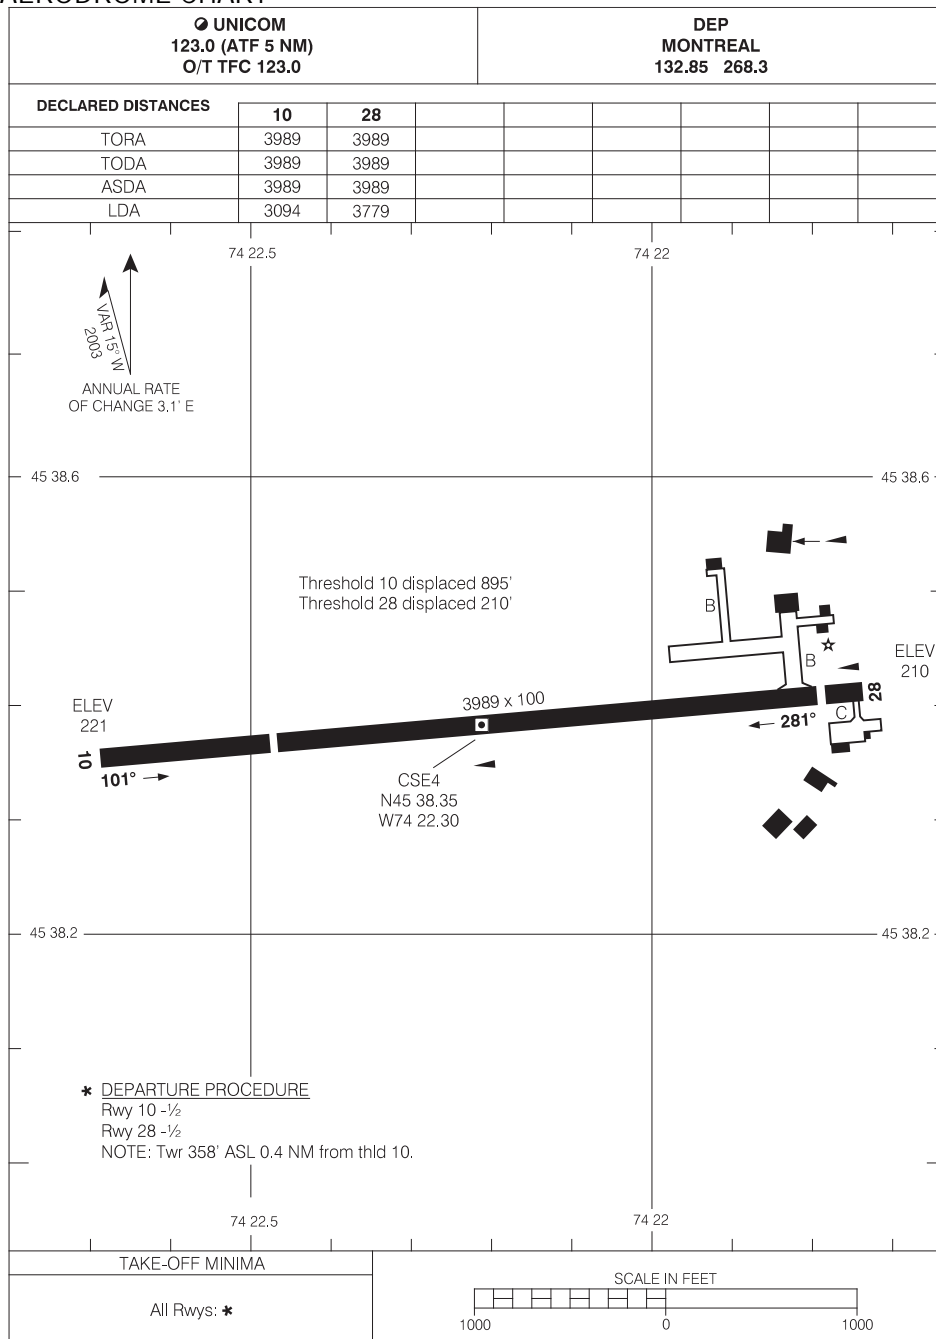 AERODROME CHART
UNICOM
123.0 (ATF 5 NM)
O/T TFC 123.0
DEP
MONTREAL
132.85 268.3
DECLARED DISTANCES 10 28
TORA 3989 3989
TODA 3989 3989
ASDA 3989 3989
LDA 3094 3779
74 22.5 74 22
VAR 15° W
2003
ANNUAL RATE
OF CHANGE 3.1' E
45 38.6 45 38.6
Threshold 10 displaced 895'
Threshold 28 displaced 210'
B
B
ELEV
210
ELEV
221
3989 x 100
28
C
281°
10
101°
CSE4
N45 38.35
W74 22.30
45 38.2 45 38.2
* DEPARTURE PROCEDURE
Rwy 10 -½
Rwy 28 -½
NOTE: Twr 358' ASL 0.4 NM from thld 10.
74 22.5 74 22
TAKE-OFF MINIMA
All Rwys: *
SCALE IN FEET
1000 0 1000